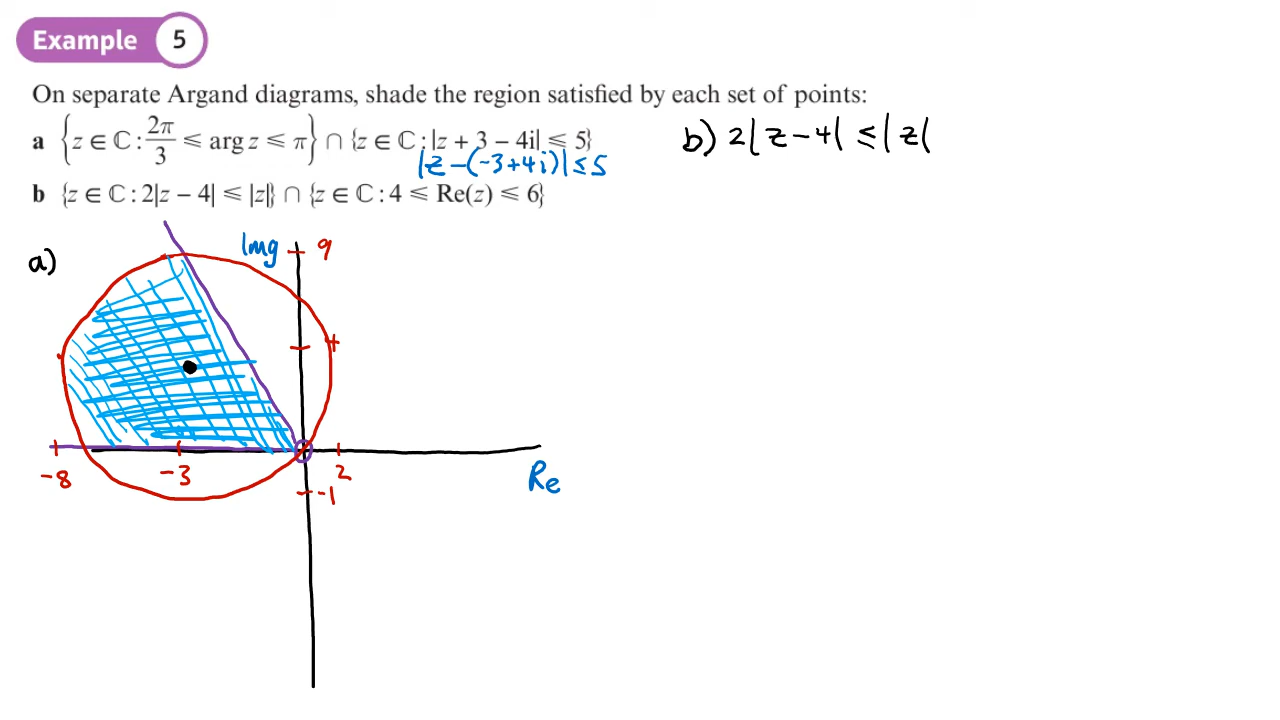 Example 5
On separate Argand diagrams, shade the region satisfied by each set of points:
a {z ∈ ℂ : 2π/3 ⩽ arg z ⩽ π} ∩ {z ∈ ℂ : |z + 3 − 4i| ⩽ 5}
|z − (−3+4i)| ≤ 5
b {z ∈ ℂ : 2|z − 4| ⩽ |z|} ∩ {z ∈ ℂ : 4 ⩽ Re(z) ⩽ 6}
b) 2|z − 4| ≤ |z|
a)
Img 9
4
-8 -3 2
-1
Re